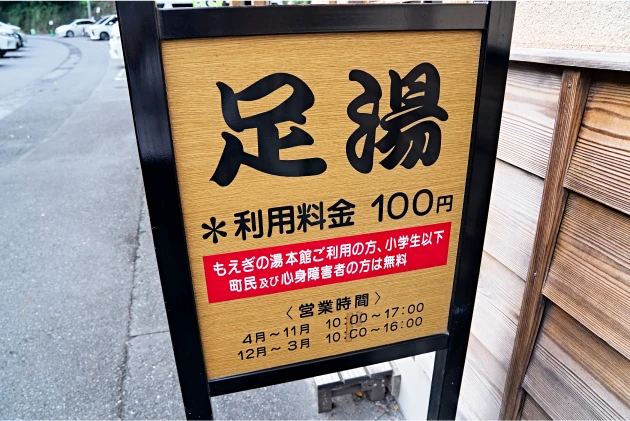 足湯
＊利用料金 100円
もえぎの湯本館ご利用の方、小学生以下
町民及び心身障害者の方は無料
〈営業時間〉
4月～11月 10:00～17:00
12月～3月 10:00～16:00